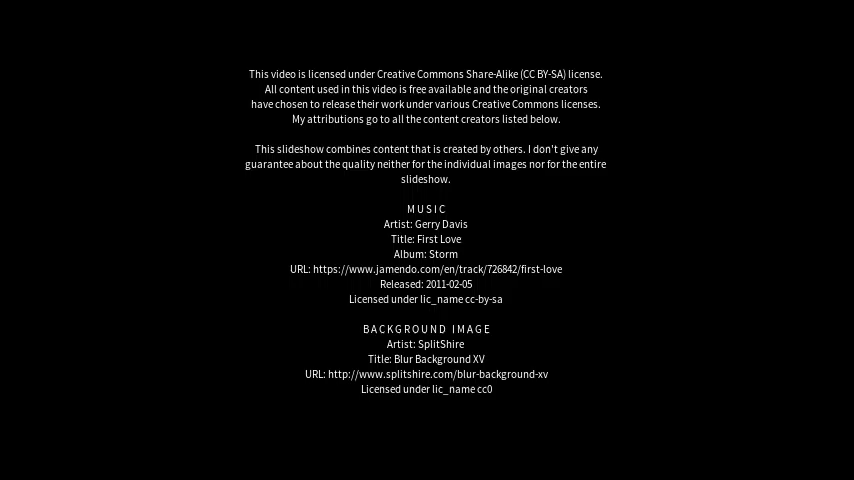 This video is licensed under Creative Commons Share-Alike (CC BY-SA) license.
All content used in this video is free available and the original creators
have chosen to release their work under various Creative Commons licenses.
My attributions go to all the content creators listed below.
This slideshow combines content that is created by others. I don't give any
guarantee about the quality neither for the individual images nor for the entire
slideshow.
MUSIC
Artist: Gerry Davis
Title: First Love
Album: Storm
URL: https://www.jamendo.com/en/track/726842/first-love
Released: 2011-02-05
Licensed under lic_name cc-by-sa
BACKGROUND IMAGE
Artist: SplitShire
Title: Blur Background XV
URL: http://www.splitshire.com/blur-background-xv
Licensed under lic_name cc0